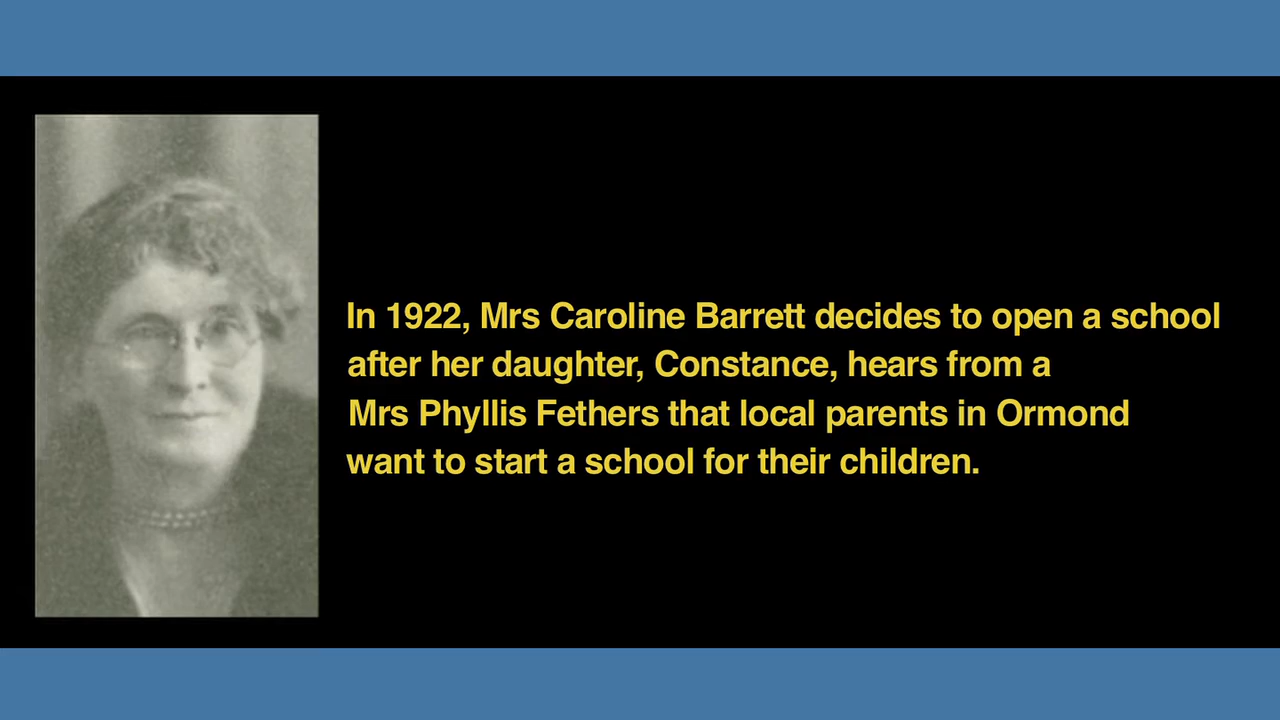 In 1922, Mrs Caroline Barrett decides to open a school
after her daughter, Constance, hears from a
Mrs Phyllis Fethers that local parents in Ormond
want to start a school for their children.